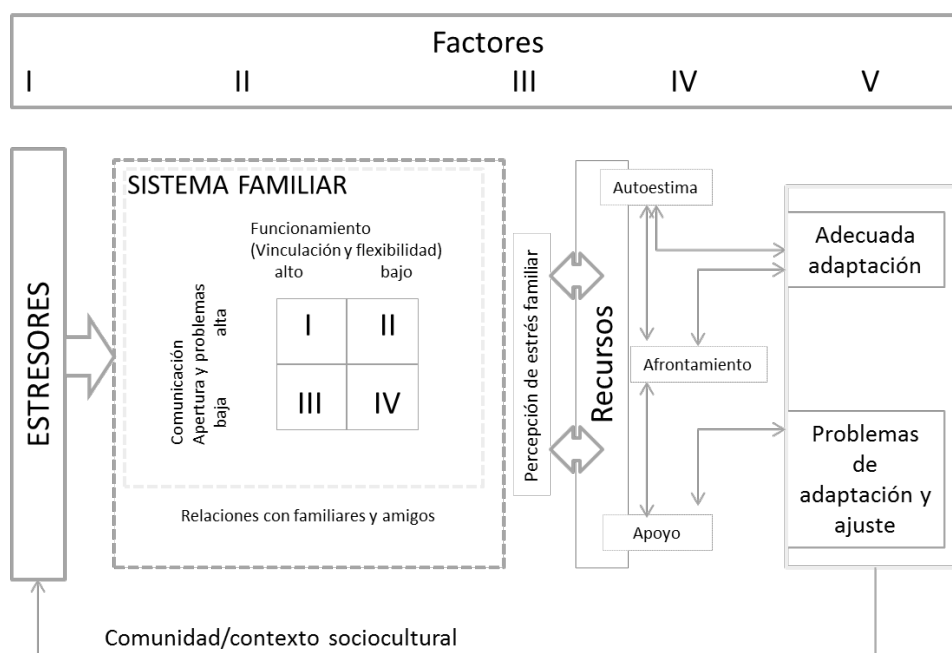 Factores
I II III IV V
ESTRESORES
SISTEMA FAMILIAR
Funcionamiento
(Vinculación y flexibilidad)
alto bajo
Comunicación
Apertura y problemas
baja alta
I II
III IV
Relaciones con familiares y amigos
Percepción de estrés familiar
Recursos
Autoestima
Afrontamiento
Apoyo
Adecuada
adaptación
Problemas
de
adaptación y
ajuste
Comunidad/contexto sociocultural